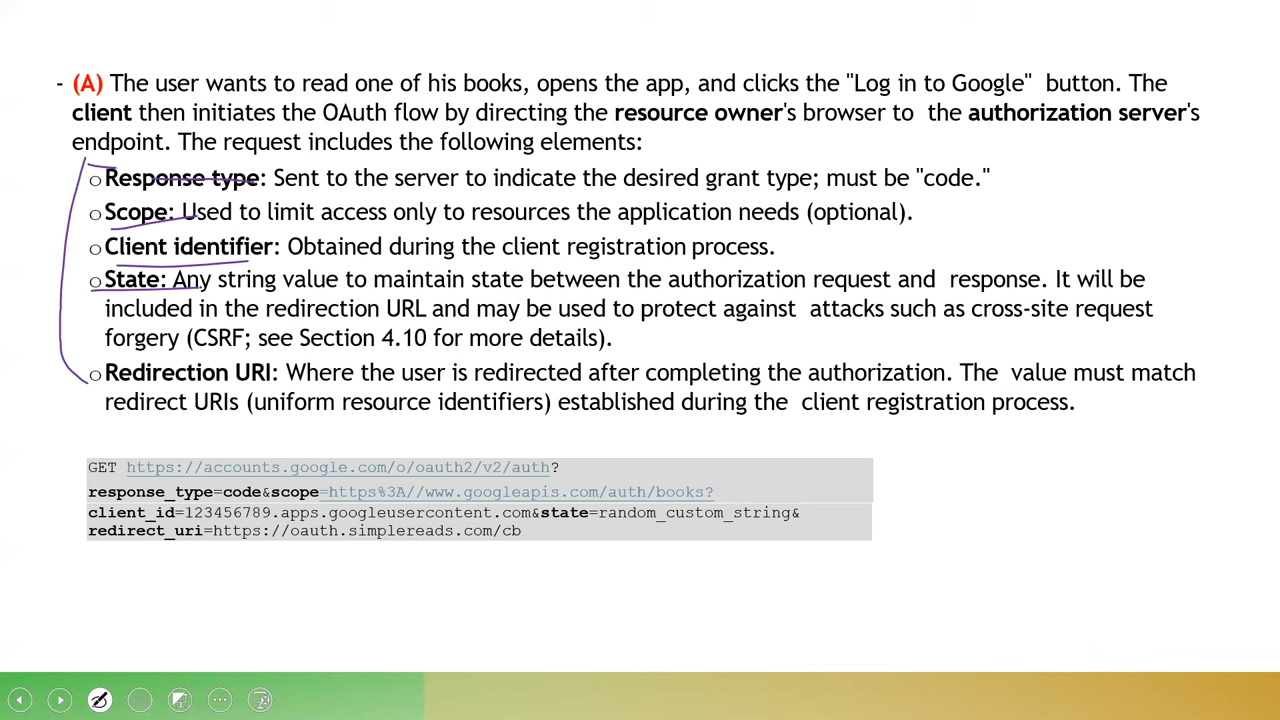 - (A) The user wants to read one of his books, opens the app, and clicks the "Log in to Google" button. The
client then initiates the OAuth flow by directing the resource owner's browser to the authorization server's
endpoint. The request includes the following elements:
○ Response type: Sent to the server to indicate the desired grant type; must be "code."
○ Scope: Used to limit access only to resources the application needs (optional).
○ Client identifier: Obtained during the client registration process.
○ State: Any string value to maintain state between the authorization request and response. It will be
included in the redirection URL and may be used to protect against attacks such as cross-site request
forgery (CSRF; see Section 4.10 for more details).
○ Redirection URI: Where the user is redirected after completing the authorization. The value must match
redirect URIs (uniform resource identifiers) established during the client registration process.
GET https://accounts.google.com/o/oauth2/v2/auth?
response_type=code&scope=https%3A//www.googleapis.com/auth/books?
client_id=123456789.apps.googleusercontent.com&state=random_custom_string&
redirect_uri=https://oauth.simplereads.com/cb